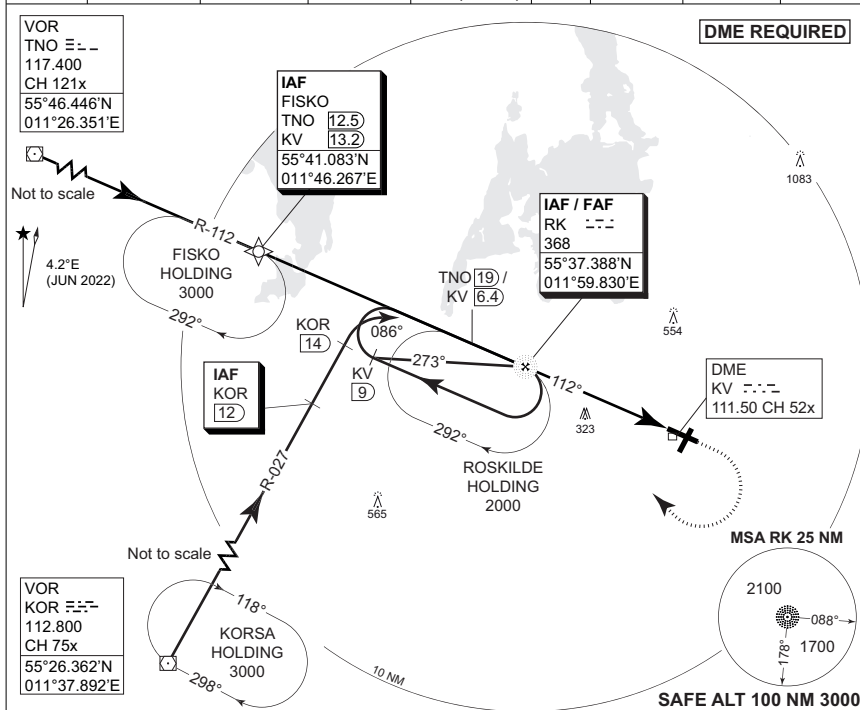 DME REQUIRED
VOR
TNO
117.400
CH 121x
55°46.446'N
011°26.351'E
IAF
FISKO
TNO 12.5
KV 13.2
55°41.083'N
011°46.267'E
1083
Not to scale
IAF / FAF
RK
368
55°37.388'N
011°59.830'E
R-112
4.2°E
(JUN 2022)
FISKO
HOLDING
3000
292°
TNO 19 /
KV 6.4
KOR
14
086°
554
273°
KV
9
112°
DME
KV
111.50 CH 52x
IAF
KOR
12
323
292°
R-027
ROSKILDE
HOLDING
2000
565
Not to scale
MSA RK 25 NM
2100
088°
1700
178°
VOR
KOR
112.800
CH 75x
55°26.362'N
011°37.892'E
118°
KORSA
HOLDING
3000
298°
10 NM
SAFE ALT 100 NM 3000